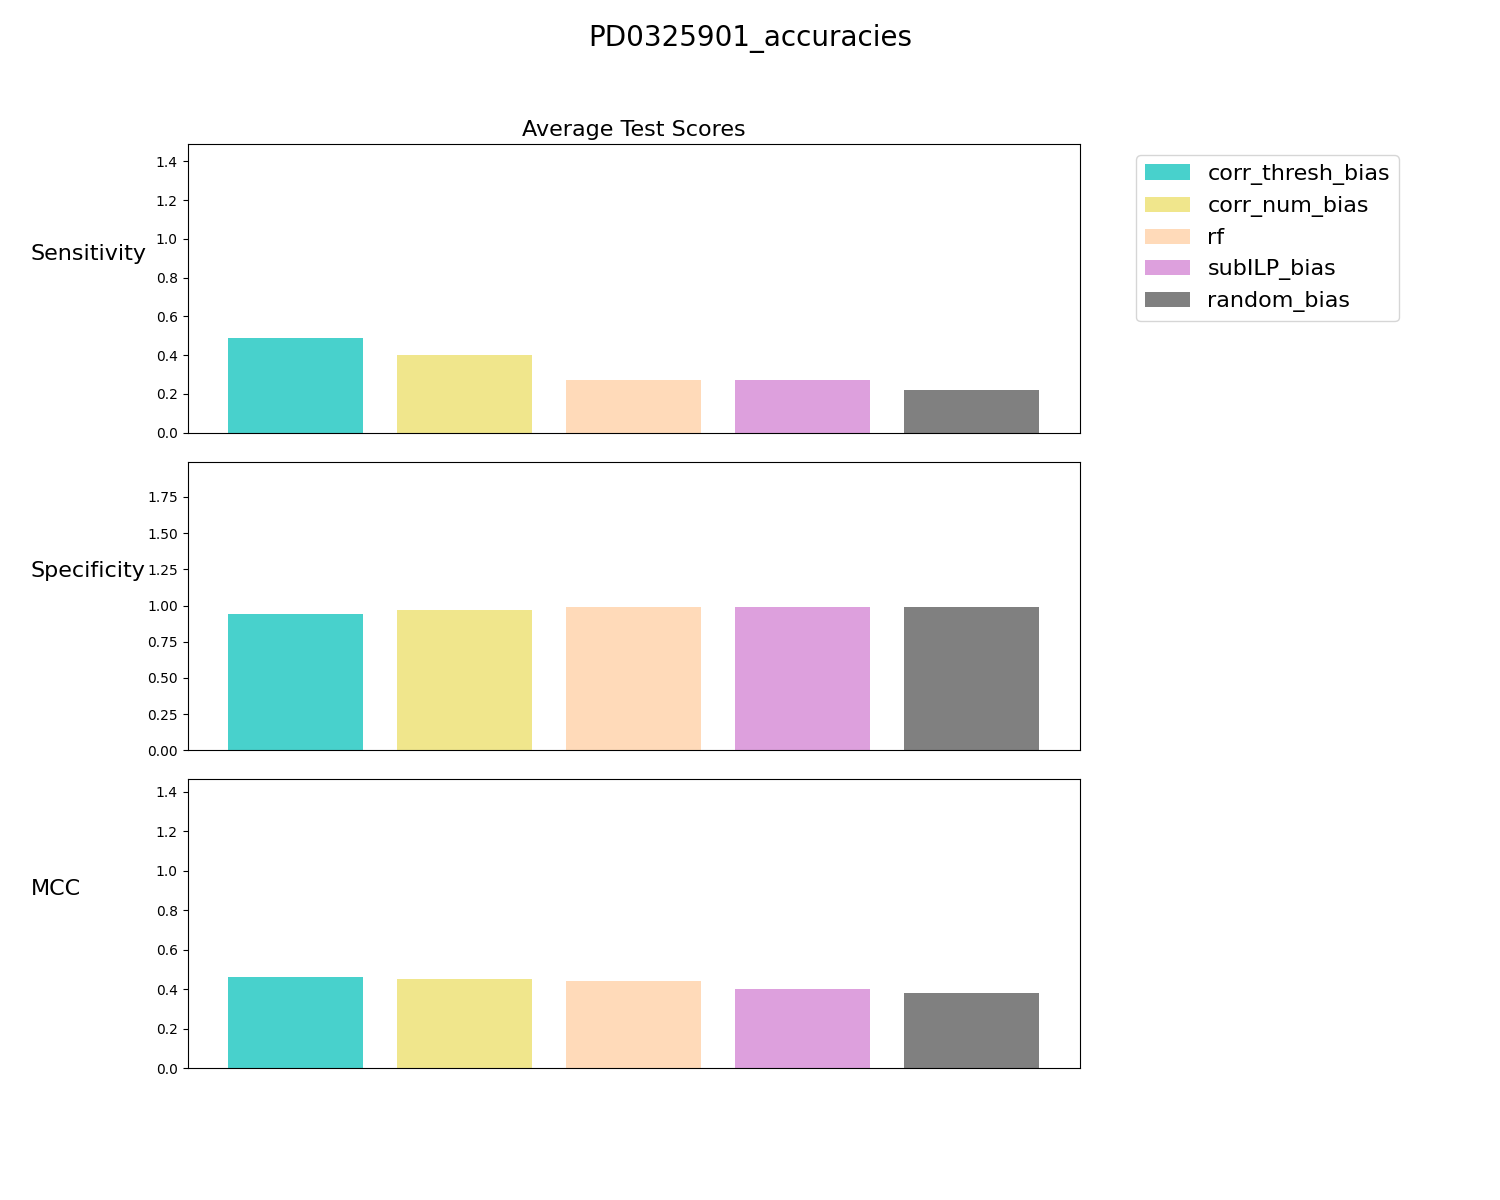 PD0325901_accuracies
Average Test Scores
Sensitivity
1.4
1.2
1.0
0.8
0.6
0.4
0.2
0.0
corr_thresh_bias
corr_num_bias
rf
subILP_bias
random_bias
Specificity
1.75
1.50
1.25
1.00
0.75
0.50
0.25
0.00
MCC
1.4
1.2
1.0
0.8
0.6
0.4
0.2
0.0